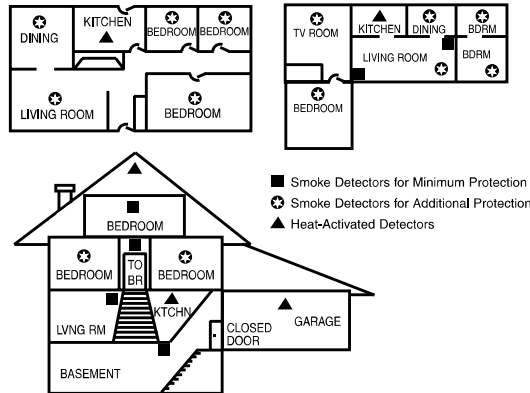 DINING
KITCHEN
BEDROOM
BEDROOM
LIVING ROOM
BEDROOM
TV ROOM
KITCHEN
DINING
BDRM
LIVING ROOM
BDRM
BEDROOM
Smoke Detectors for Minimum Protection
Smoke Detectors for Additional Protection
Heat-Activated Detectors
BEDROOM
BEDROOM
TO
BR
BEDROOM
LVNG RM
KTCHN
CLOSED
DOOR
GARAGE
BASEMENT